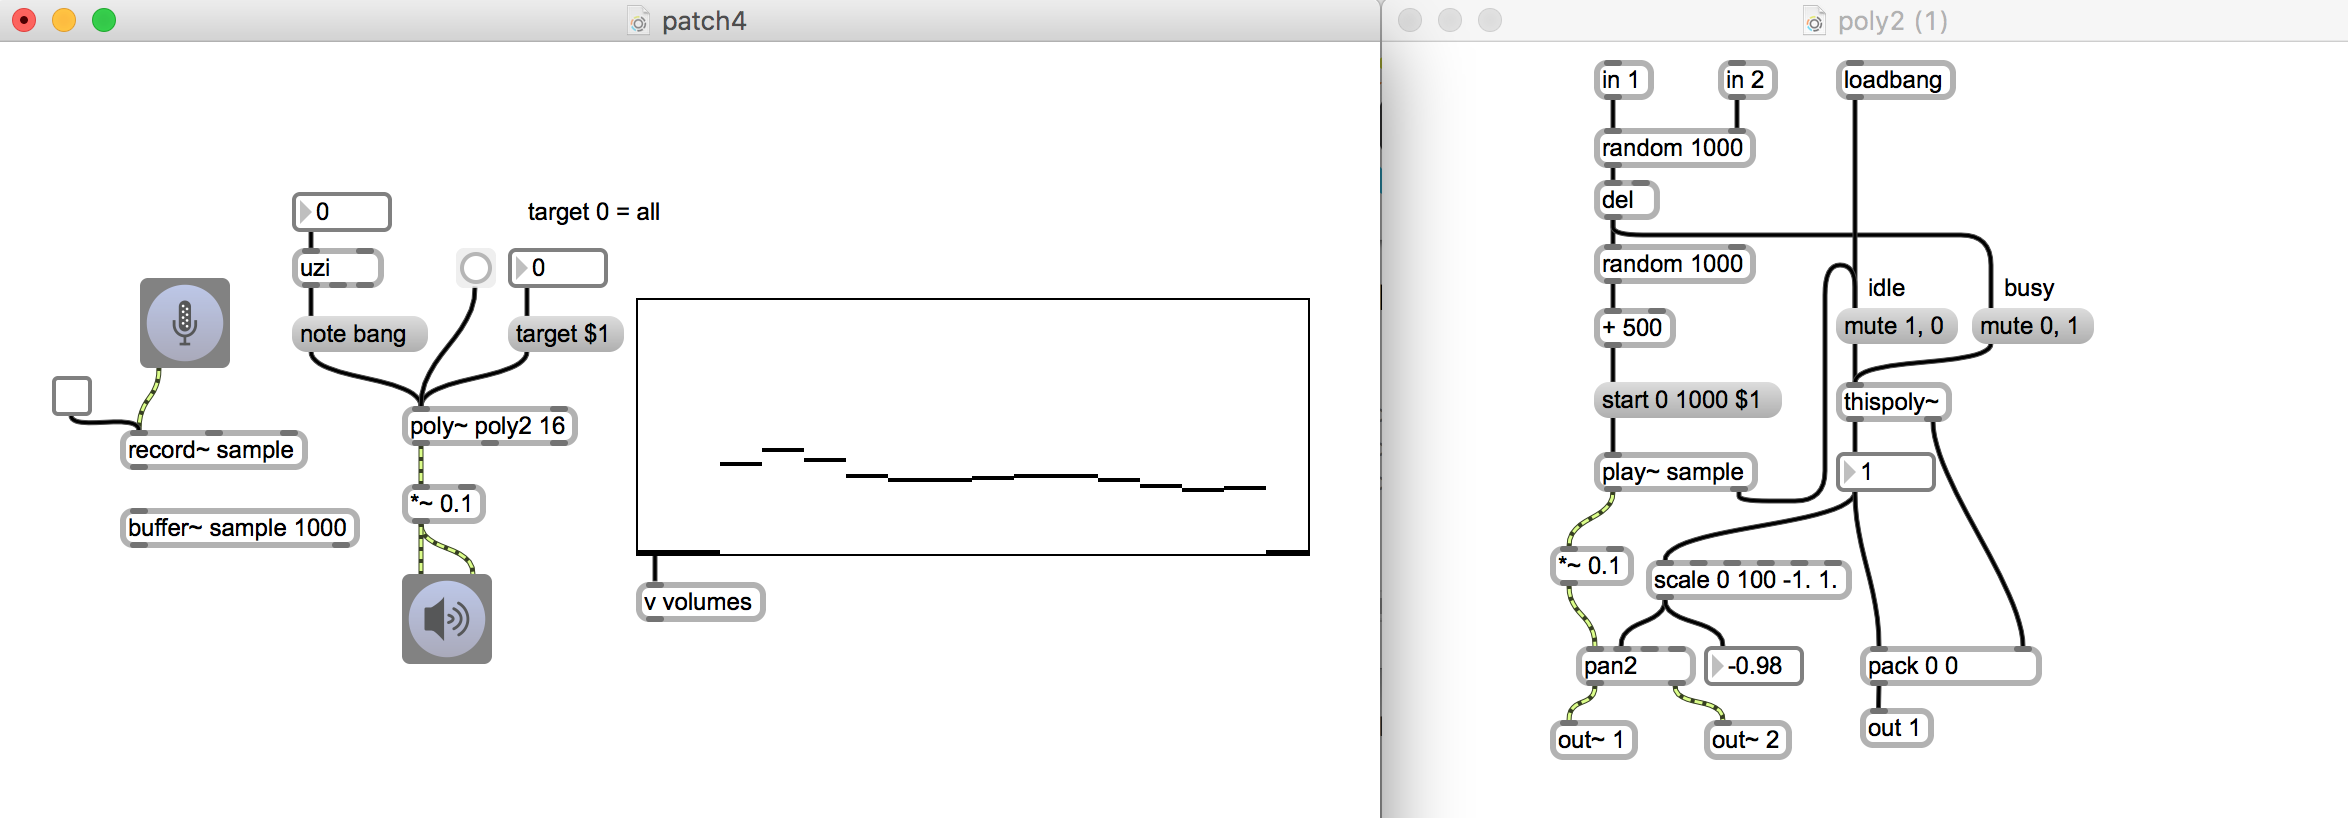 patch4
0
target 0 = all
uzi
0
note bang
target $1
record~ sample
poly~ poly2 16
*~ 0.1
buffer~ sample 1000
v volumes
poly2 (1)
in 1
in 2
loadbang
random 1000
del
random 1000
idle
busy
+ 500
mute 1, 0
mute 0, 1
start 0 1000 $1
thispoly~
play~ sample
1
*~ 0.1
scale 0 100 -1. 1.
pan2
-0.98
pack 0 0
out~ 1
out~ 2
out 1